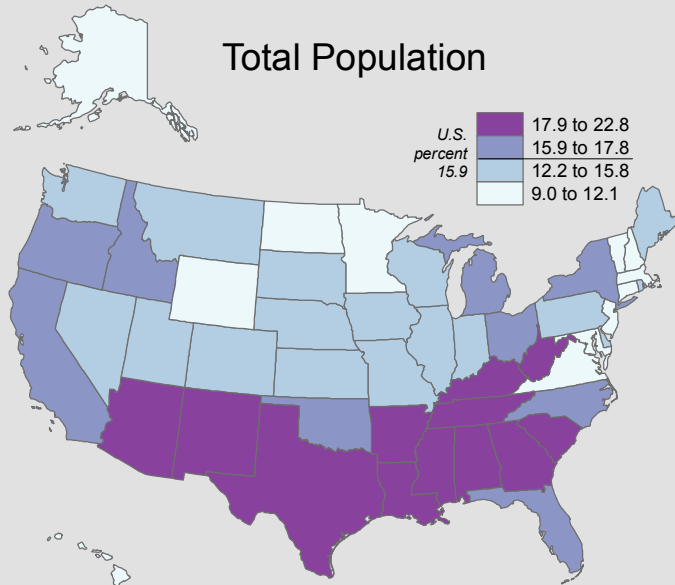 Total Population
U.S.
percent
15.9
17.9 to 22.8
15.9 to 17.8
12.2 to 15.8
9.0 to 12.1